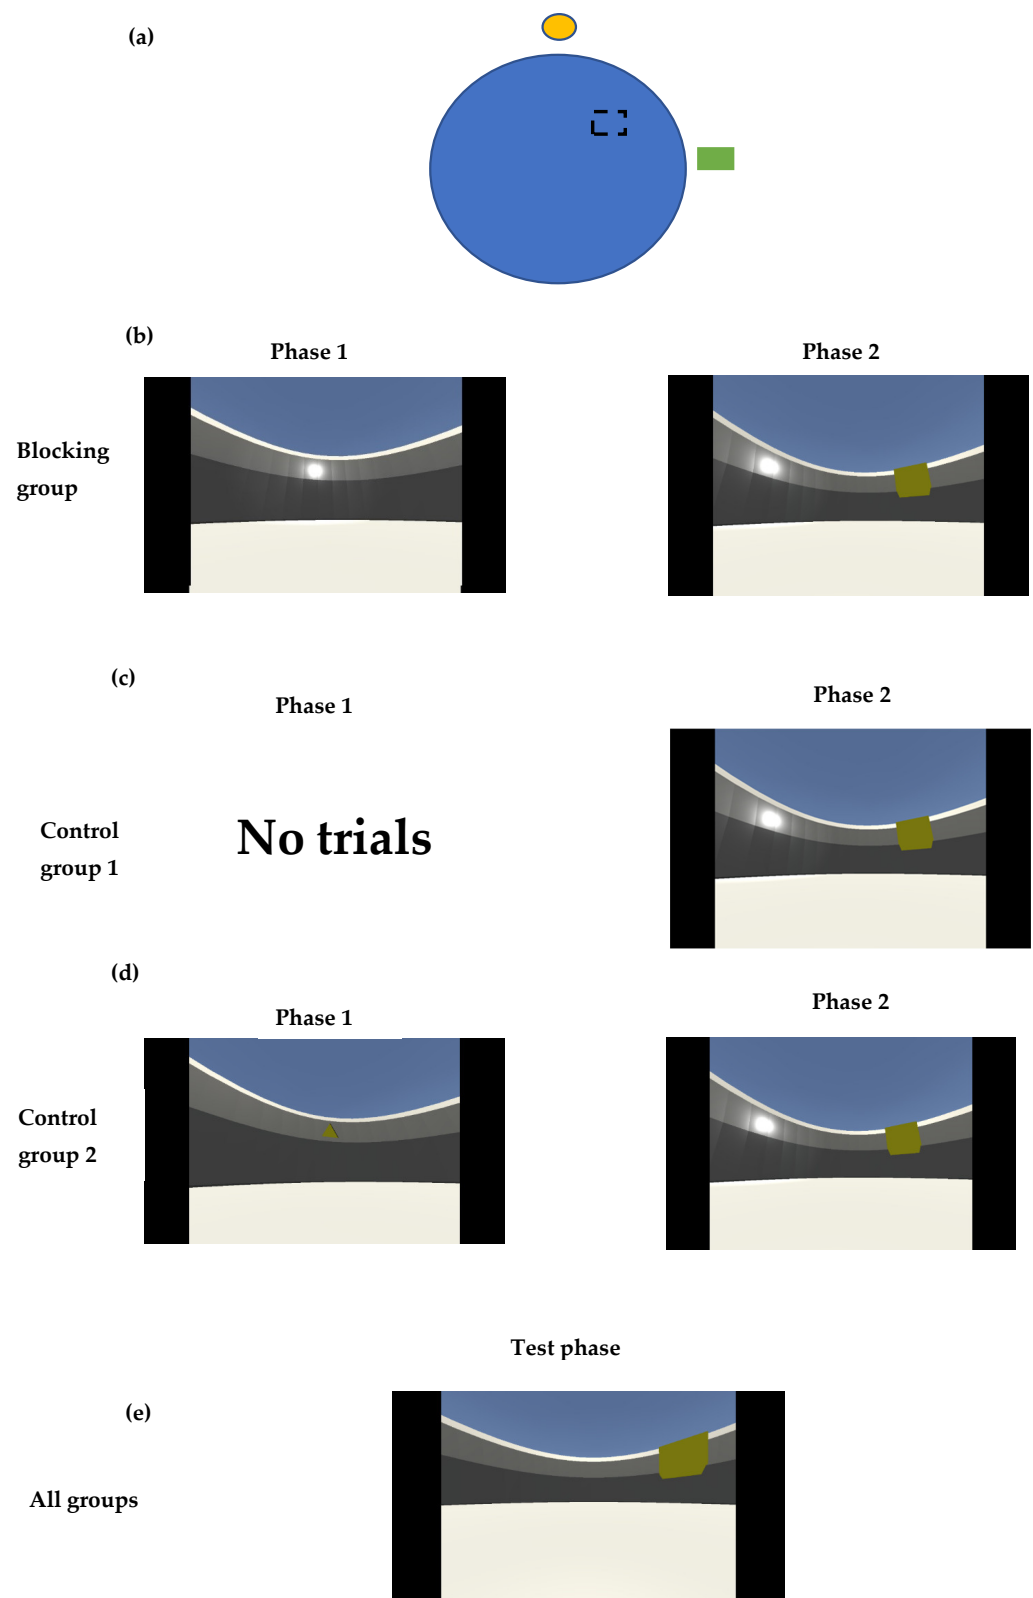 (a)
(b)
Phase 1
Phase 2
Blocking
group
(c)
Phase 1
Phase 2
Control
group 1
No trials
(d)
Phase 1
Phase 2
Control
group 2
Test phase
(e)
All groups